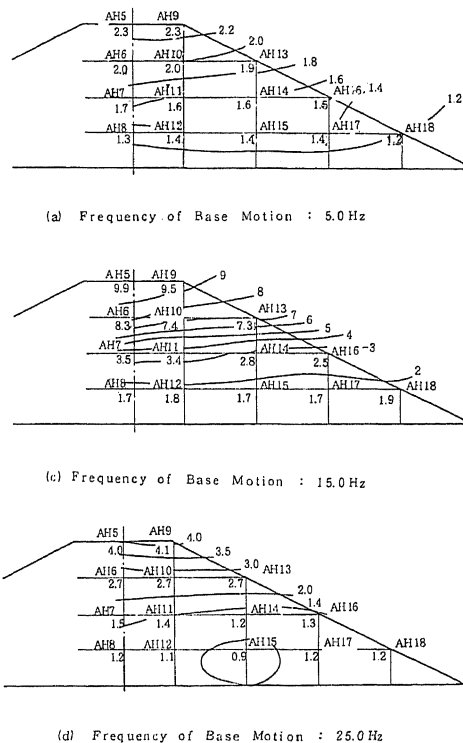 AH5 AH9
2.3 2.3 2.2
AH6 AH10 2.0 AH13
2.0 2.0 1.9 1.8
AH7 AH11 AH14 1.6 AH16 1.4
1.7 1.6 1.6 1.5 1.2
AH8 AH12 AH15 AH17 AH18
1.3 1.4 1.4 1.4 1.2
(a) Frequency of Base Motion : 5.0 Hz
AH5 AH9 9
9.9 9.5 8
AH6 AH10 AH13 7
8.3 7.4 7.3 6
5
AH7 AH11 AH14 AH16 4
3.5 3.4 2.8 2.5 3
AH8 AH12 AH15 AH17 2 AH18
1.7 1.8 1.7 1.7 1.9
(c) Frequency of Base Motion : 15.0 Hz
AH5 AH9 4.0
4.0 4.1 3.5
AH6 AH10 3.0 AH13
2.7 2.7 2.7
2.0
AH7 AH11 AH14 1.4 AH16
1.5 1.4 1.2 1.3
AH8 AH12 AH15 AH17 AH18
1.2 1.1 0.9 1.2 1.2
(d) Frequency of Base Motion : 25.0 Hz